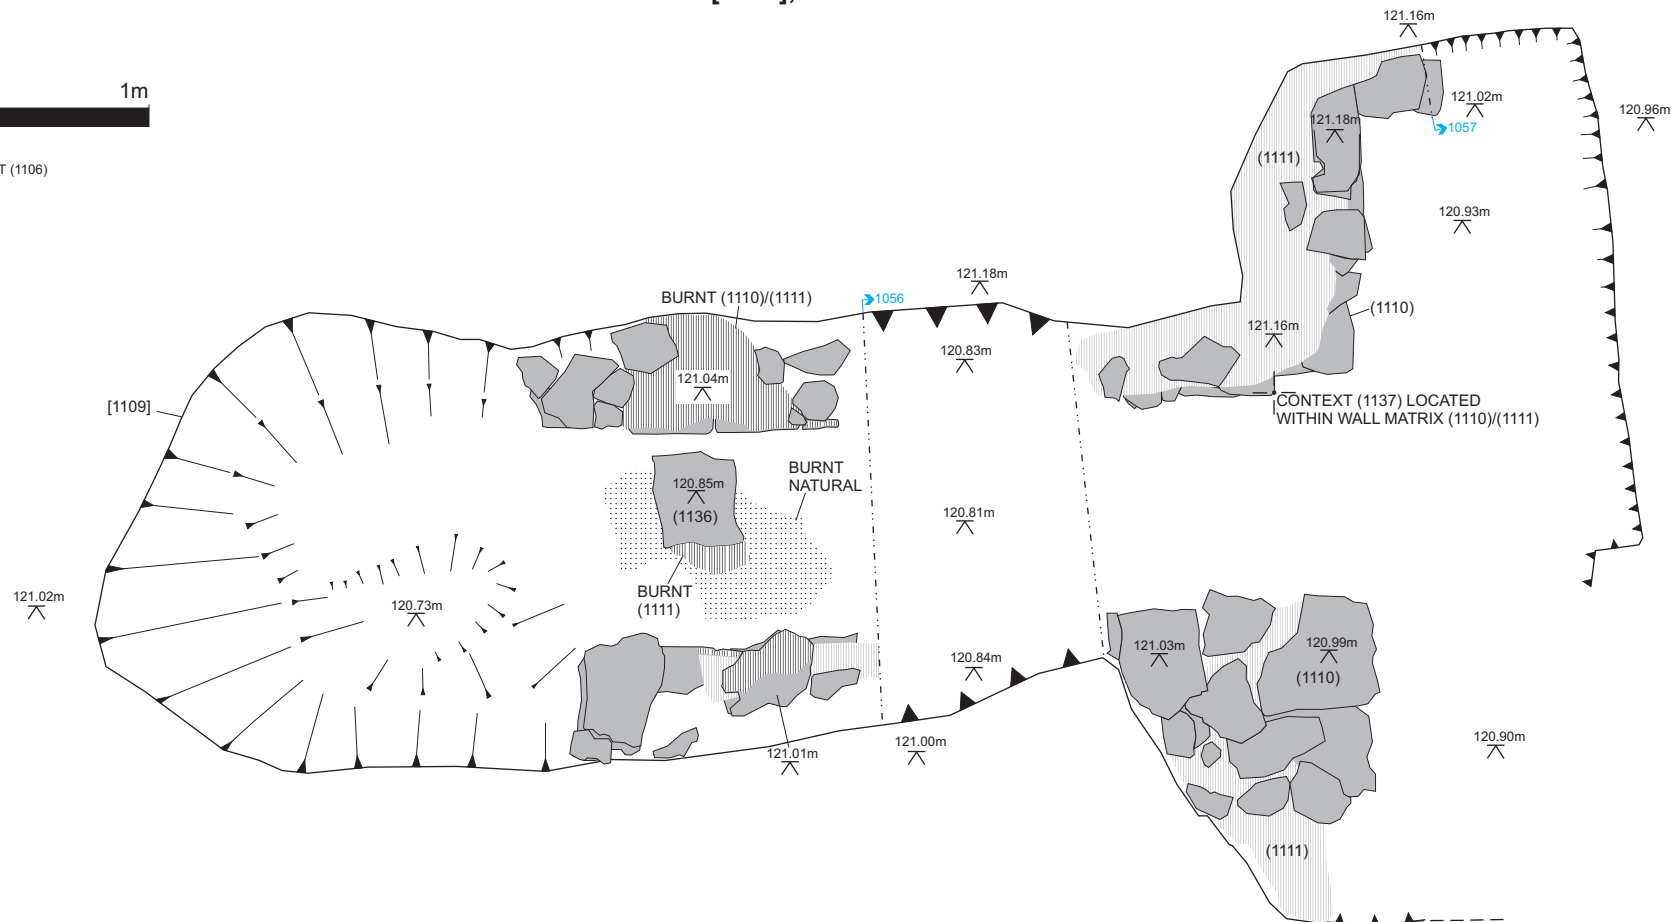 121.16m
1m
121.02m
120.96m
121.18m
1057
T (1106)
(1111)
120.93m
121.18m
BURNT (1110)/(1111)
1056
(1110)
121.16m
120.83m
121.04m
[1109]
CONTEXT (1137) LOCATED
WITHIN WALL MATRIX (1110)/(1111)
BURNT
NATURAL
120.85m
(1136)
120.81m
BURNT
(1111)
121.02m
120.73m
121.03m
120.99m
120.84m
(1110)
121.00m
120.90m
121.01m
(1111)